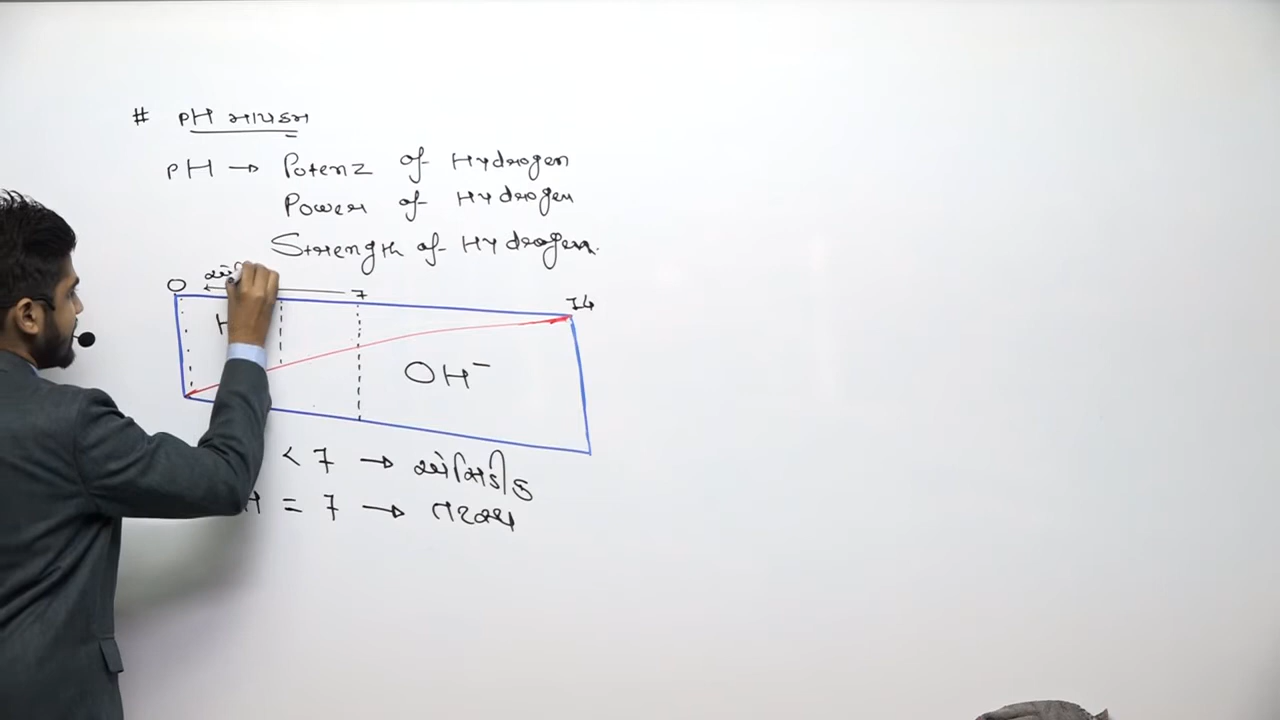 # pH માપક્રમ
pH → Potenz of Hydrogen
Power of Hydrogen
Strength of Hydrogen.
0 ← 7 14
H OH⁻
< 7 → એસિડીક
H = 7 → તટસ્થ